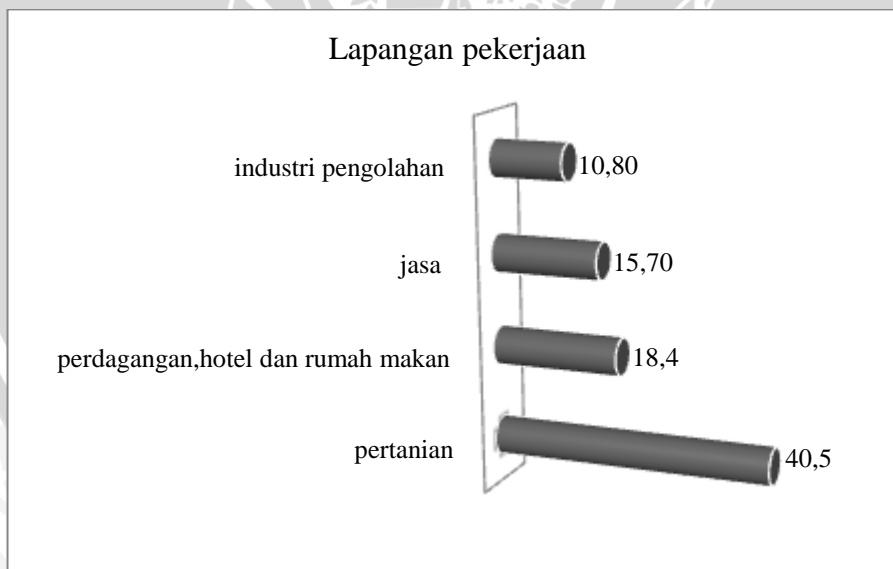 Lapangan pekerjaan
industri pengolahan 10,80
jasa 15,70
perdagangan,hotel dan rumah makan 18,4
pertanian 40,5